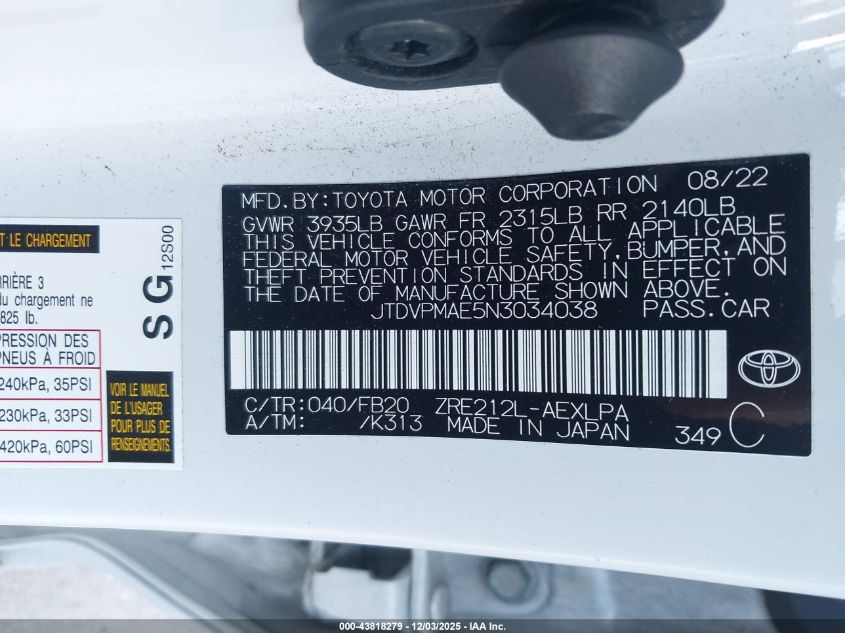 T LE CHARGEMENT
RRIÈRE 3
du chargement ne
825 lb.
PRESSION DES
PNEUS À FROID
240kPa, 35PSI
230kPa, 33PSI
420kPa, 60PSI
SG 12S00
VOIR LE MANUEL
DE L'USAGER
POUR PLUS DE
RENSEIGNEMENTS.
MFD.BY:TOYOTA MOTOR CORPORATION 08/22
GVWR 3935LB GAWR FR 2315LB RR 2140LB
THIS VEHICLE CONFORMS TO ALL APPLICABLE
FEDERAL MOTOR VEHICLE SAFETY,BUMPER,AND
THEFT PREVENTION STANDARDS IN EFFECT ON
THE DATE OF MANUFACTURE SHOWN ABOVE.
JTDVPMAE5N3034038 PASS.CAR
C/TR:040/FB20 ZRE212L-AEXLPA
A/TM: /K313 MADE IN JAPAN 349 C
000-43818279 - 12/03/2025 - IAA Inc.